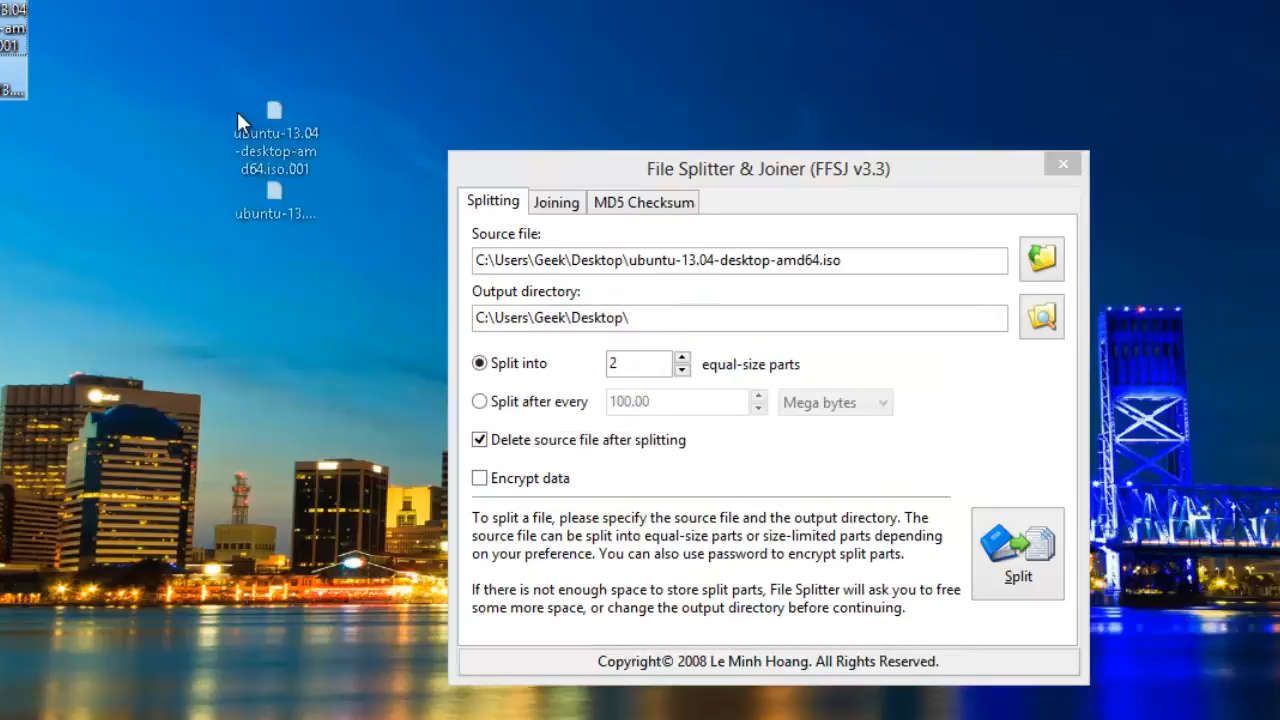 3.04
-am
001
3....
ubuntu-13.04
-desktop-am
d64.iso.001
ubuntu-13....
File Splitter & Joiner (FFSJ v3.3)
Splitting
Joining
MD5 Checksum
Source file:
C:\Users\Geek\Desktop\ubuntu-13.04-desktop-amd64.iso
Output directory:
C:\Users\Geek\Desktop\
Split into
2
equal-size parts
Split after every
100.00
Mega bytes
Delete source file after splitting
Encrypt data
To split a file, please specify the source file and the output directory. The
source file can be split into equal-size parts or size-limited parts depending
on your preference. You can also use password to encrypt split parts.
If there is not enough space to store split parts, File Splitter will ask you to free
some more space, or change the output directory before continuing.
Split
Copyright© 2008 Le Minh Hoang. All Rights Reserved.
at&t